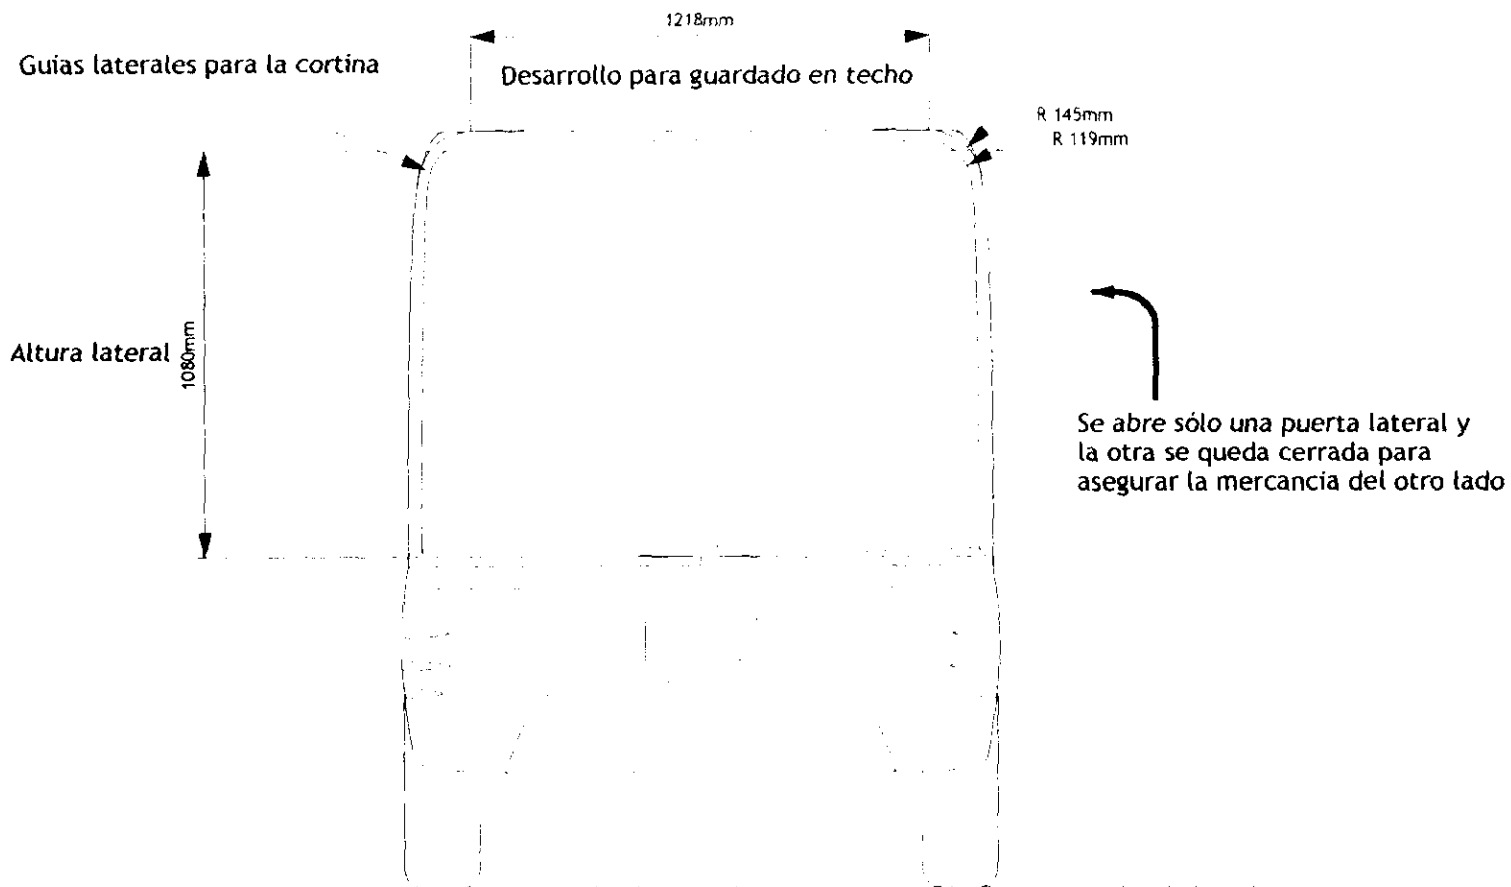 1218mm
Guias laterales para la cortina
Desarrollo para guardado en techo
R 145mm
R 119mm
Altura lateral
1080mm
Se abre sólo una puerta lateral y
la otra se queda cerrada para
asegurar la mercancia del otro lado